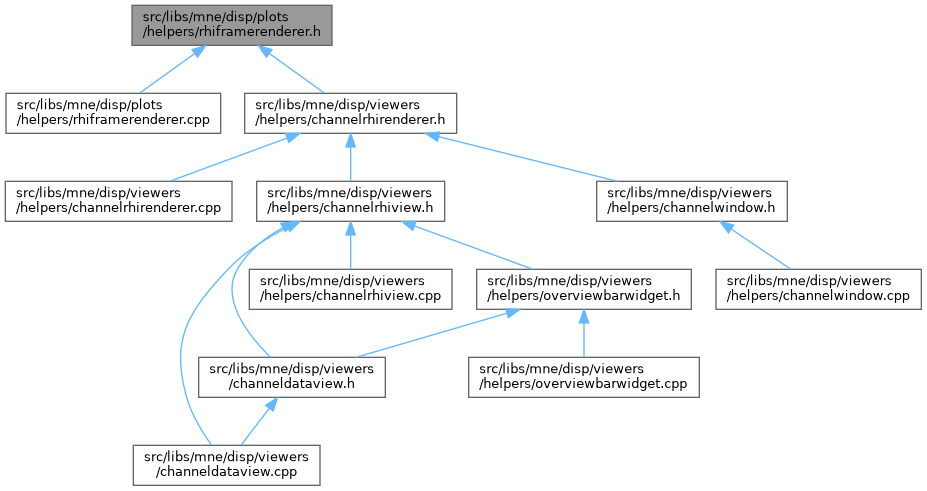 src/libs/mne/disp/plots
/helpers/rhiframerenderer.h
src/libs/mne/disp/plots
/helpers/rhiframerenderer.cpp
src/libs/mne/disp/viewers
/helpers/channelrhirenderer.h
src/libs/mne/disp/viewers
/helpers/channelrhirenderer.cpp
src/libs/mne/disp/viewers
/helpers/channelrhiview.h
src/libs/mne/disp/viewers
/helpers/channelwindow.h
src/libs/mne/disp/viewers
/helpers/channelrhiview.cpp
src/libs/mne/disp/viewers
/helpers/overviewbarwidget.h
src/libs/mne/disp/viewers
/helpers/channelwindow.cpp
src/libs/mne/disp/viewers
/channeldataview.h
src/libs/mne/disp/viewers
/helpers/overviewbarwidget.cpp
src/libs/mne/disp/viewers
/channeldataview.cpp